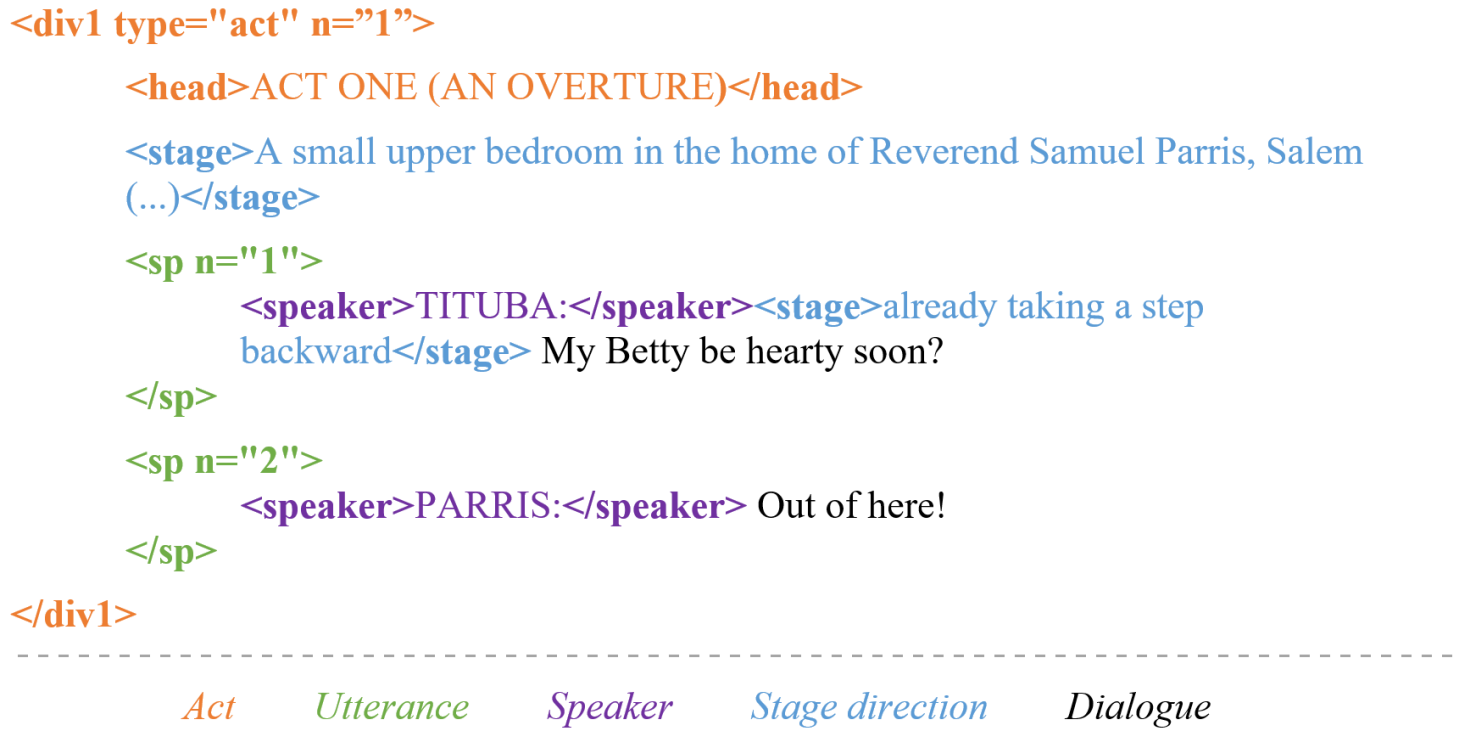 <div1 type="act" n=”1”>
<head>ACT ONE (AN OVERTURE)</head>
<stage>A small upper bedroom in the home of Reverend Samuel Parris, Salem
(...)</stage>
<sp n="1">
<speaker>TITUBA:</speaker><stage>already taking a step
backward</stage> My Betty be hearty soon?
</sp>
<sp n="2">
<speaker>PARRIS:</speaker> Out of here!
</sp>
</div1>
Act Utterance Speaker Stage direction Dialogue